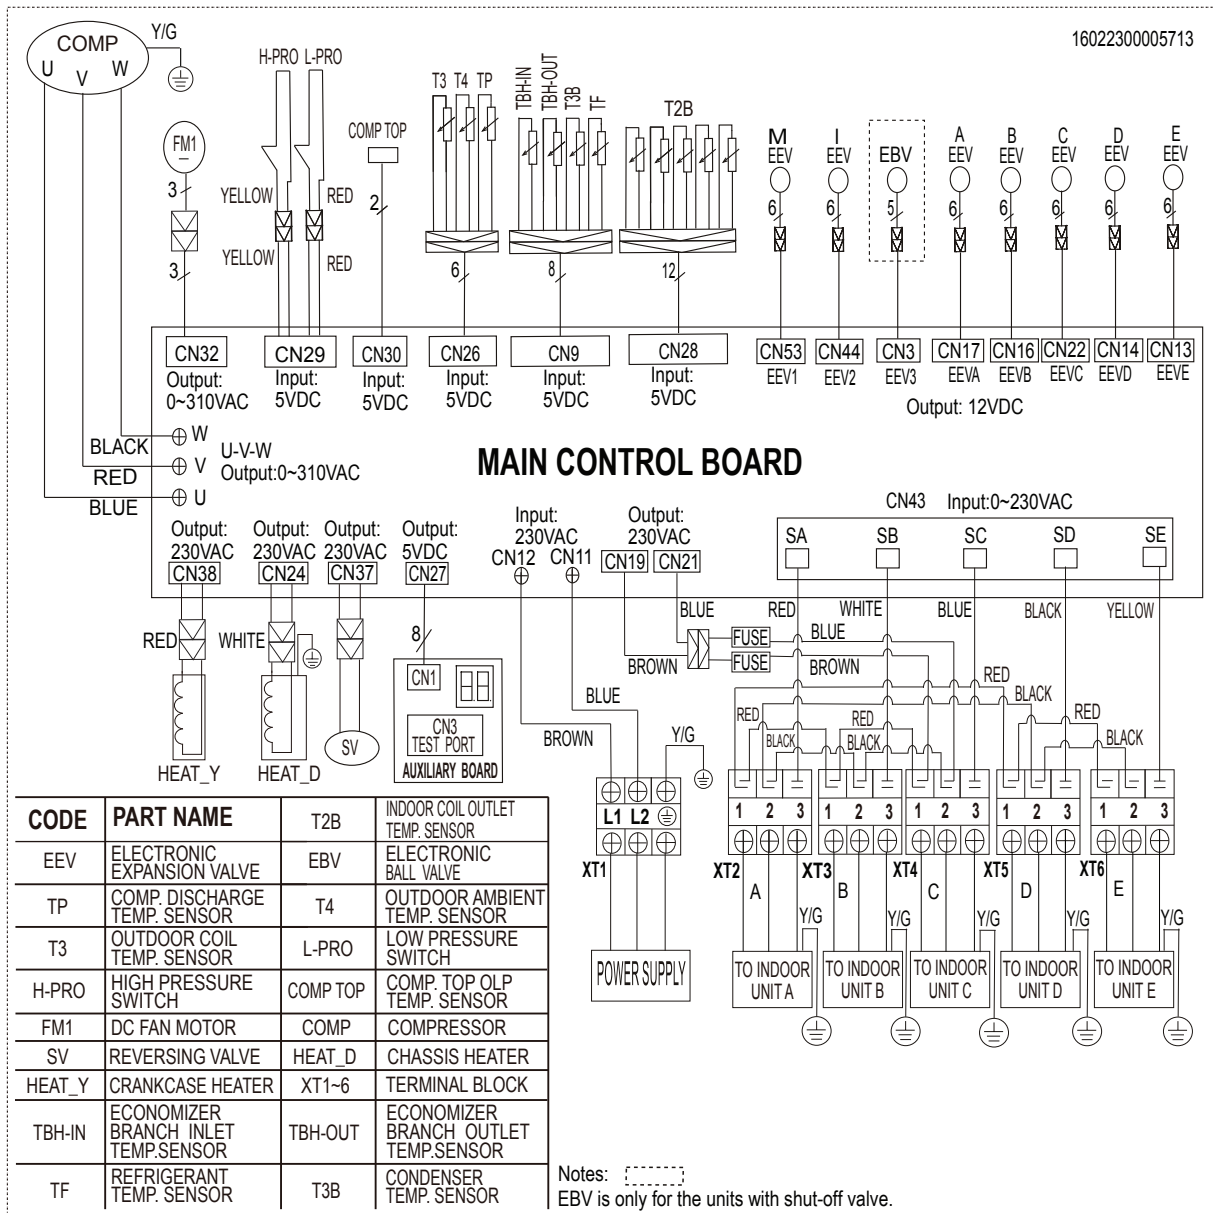 16022300005713
COMP
U V W
Y/G
FM1
3
3
H-PRO L-PRO
YELLOW RED
YELLOW RED
COMP TOP
2
T3 T4 TP
6
TBH-IN TBH-OUT T3B TF
8
T2B
12
M EEV
6
I EEV
6
EBV
5
A EEV
6
B EEV
6
C EEV
6
D EEV
6
E EEV
6
CN32
Output:
0~310VAC
CN29
Input:
5VDC
CN30
Input:
5VDC
CN26
Input:
5VDC
CN9
Input:
5VDC
CN28
Input:
5VDC
CN53 CN44 CN3 CN17 CN16 CN22 CN14 CN13
EEV1 EEV2 EEV3 EEVA EEVB EEVC EEVD EEVE
Output: 12VDC
BLACK
RED
BLUE
W
V
U
U-V-W
Output:0~310VAC
MAIN CONTROL BOARD
CN43 Input:0~230VAC
SA SB SC SD SE
Output:
230VAC
CN38
Output:
230VAC
CN24
Output:
230VAC
CN37
Output:
5VDC
CN27
Input:
230VAC
CN12 CN11
Output:
230VAC
CN19 CN21
RED
HEAT_Y
WHITE
HEAT_D
SV
8
CN1
CN3
TEST PORT
AUXILIARY BOARD
BLUE
BROWN
Y/G
L1 L2
XT1
POWER SUPPLY
BLUE
BROWN
FUSE
FUSE
BLUE
BROWN
RED WHITE BLUE BLACK YELLOW
RED
BLACK
RED
BLACK
RED
BLACK
RED
BLACK
1 2 3
1 2 3
1 2 3
1 2 3
1 2 3
XT2 XT3 XT4 XT5 XT6
A B C D E
Y/G Y/G Y/G Y/G Y/G
TO INDOOR
UNIT A
TO INDOOR
UNIT B
TO INDOOR
UNIT C
TO INDOOR
UNIT D
TO INDOOR
UNIT E
CODE PART NAME
T2B INDOOR COIL OUTLET
TEMP. SENSOR
EEV ELECTRONIC
EXPANSION VALVE
EBV ELECTRONIC
BALL VALVE
TP COMP. DISCHARGE
TEMP. SENSOR
T4 OUTDOOR AMBIENT
TEMP. SENSOR
T3 OUTDOOR COIL
TEMP. SENSOR
L-PRO LOW PRESSURE
SWITCH
H-PRO HIGH PRESSURE
SWITCH
COMP TOP COMP. TOP OLP
TEMP. SENSOR
FM1 DC FAN MOTOR COMP COMPRESSOR
SV REVERSING VALVE HEAT_D CHASSIS HEATER
HEAT_Y CRANKCASE HEATER XT1~6 TERMINAL BLOCK
TBH-IN ECONOMIZER
BRANCH INLET
TEMP.SENSOR
TBH-OUT ECONOMIZER
BRANCH OUTLET
TEMP.SENSOR
TF REFRIGERANT
TEMP. SENSOR
T3B CONDENSER
TEMP. SENSOR
Notes:
EBV is only for the units with shut-off valve.